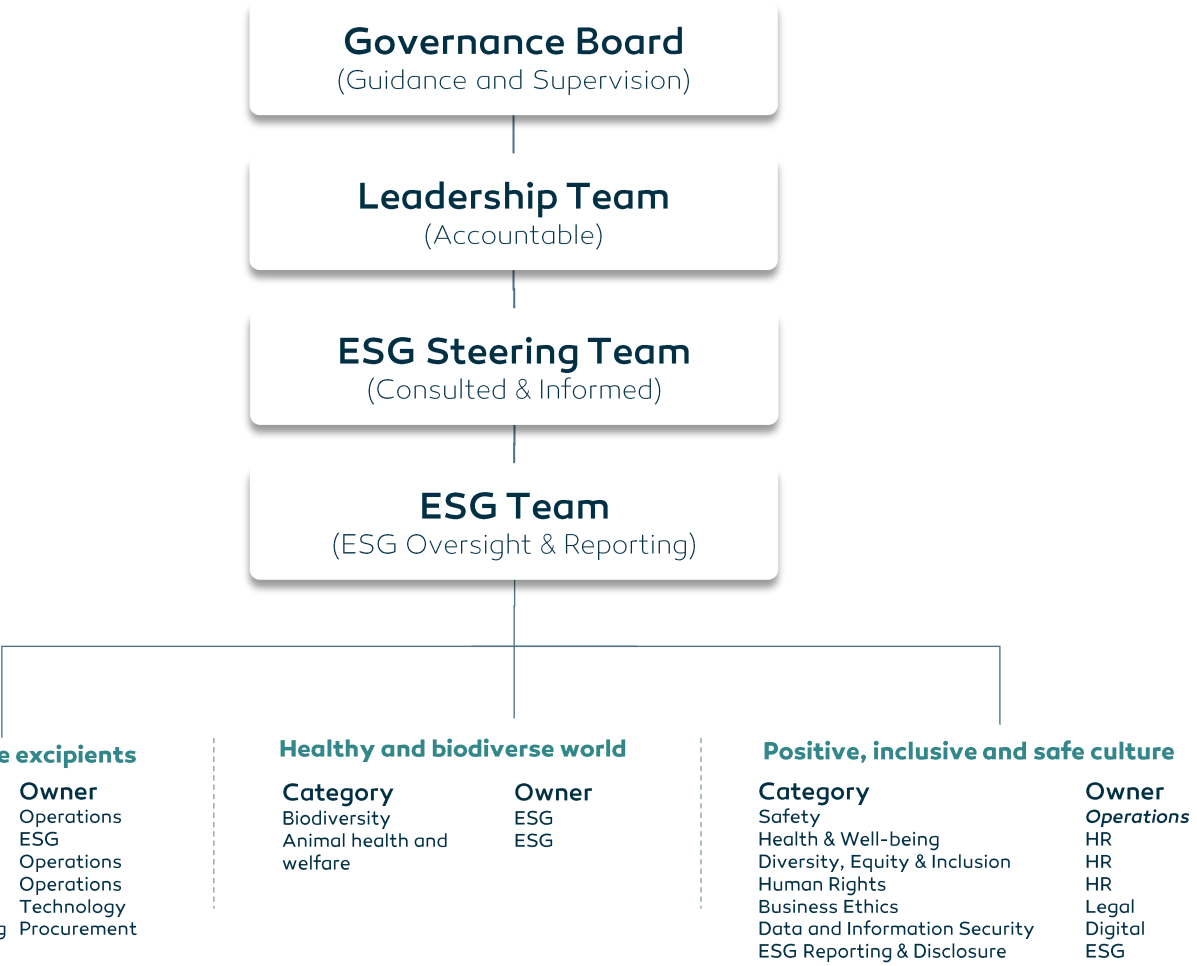 Governance Board
(Guidance and Supervision)
Leadership Team
(Accountable)
ESG Steering Team
(Consulted & Informed)
ESG Team
(ESG Oversight & Reporting)
excipients
Owner
Operations
ESG
Operations
Operations
Technology
Procurement
Healthy and biodiverse world
Category Owner
Biodiversity ESG
Animal health and ESG
welfare
Positive, inclusive and safe culture
Category Owner
Safety Operations
Health & Well-being HR
Diversity, Equity & Inclusion HR
Human Rights HR
Business Ethics Legal
Data and Information Security Digital
ESG Reporting & Disclosure ESG